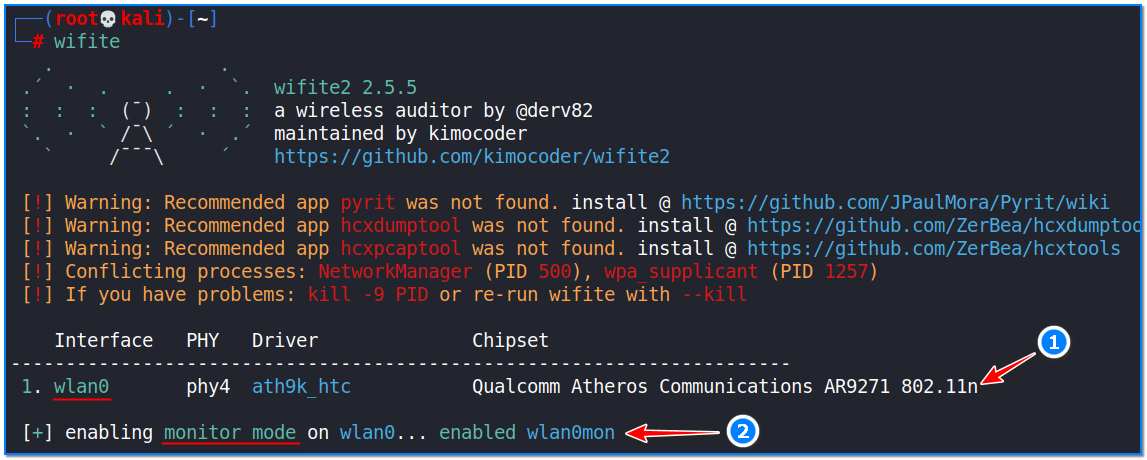 (root💀kali)-[~]
# wifite
wifite2 2.5.5
a wireless auditor by @derv82
maintained by kimocoder
https://github.com/kimocoder/wifite2
[!] Warning: Recommended app pyrit was not found. install @ https://github.com/JPaulMora/Pyrit/wiki
[!] Warning: Recommended app hcxdumptool was not found. install @ https://github.com/ZerBea/hcxdumptoo
[!] Warning: Recommended app hcxpcaptool was not found. install @ https://github.com/ZerBea/hcxtools
[!] Conflicting processes: NetworkManager (PID 500), wpa_supplicant (PID 1257)
[!] If you have problems: kill -9 PID or re-run wifite with --kill
Interface PHY Driver Chipset
1
1. wlan0 phy4 ath9k_htc Qualcomm Atheros Communications AR9271 802.11n
[+] enabling monitor mode on wlan0... enabled wlan0mon
2